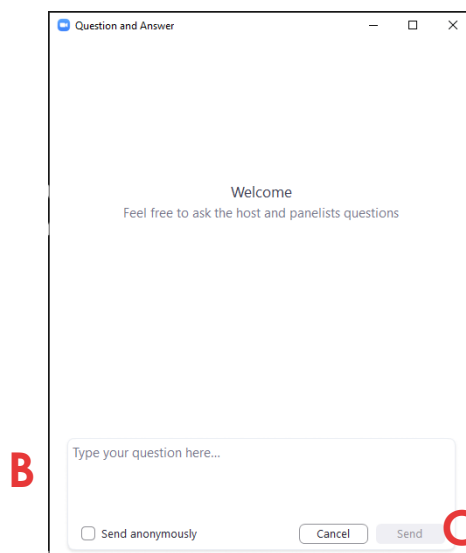 Question and Answer
Welcome
Feel free to ask the host and panelists questions
B
Type your question here...
Send anonymously Cancel Send C